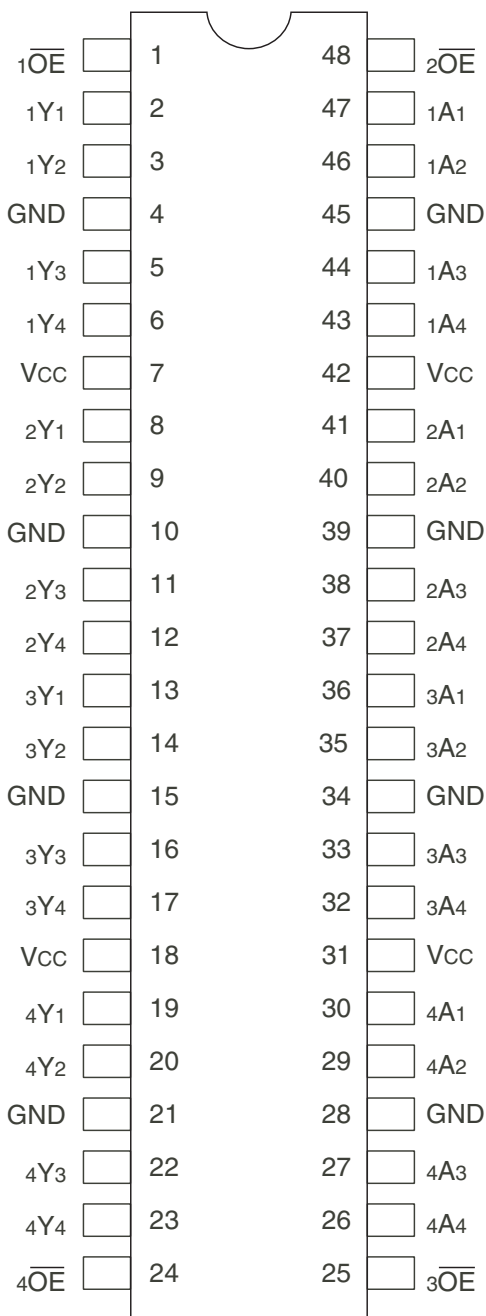 1O̅E̅ 1 48 2O̅E̅
1Y1 2 47 1A1
1Y2 3 46 1A2
GND 4 45 GND
1Y3 5 44 1A3
1Y4 6 43 1A4
VCC 7 42 VCC
2Y1 8 41 2A1
2Y2 9 40 2A2
GND 10 39 GND
2Y3 11 38 2A3
2Y4 12 37 2A4
3Y1 13 36 3A1
3Y2 14 35 3A2
GND 15 34 GND
3Y3 16 33 3A3
3Y4 17 32 3A4
VCC 18 31 VCC
4Y1 19 30 4A1
4Y2 20 29 4A2
GND 21 28 GND
4Y3 22 27 4A3
4Y4 23 26 4A4
4O̅E̅ 24 25 3O̅E̅